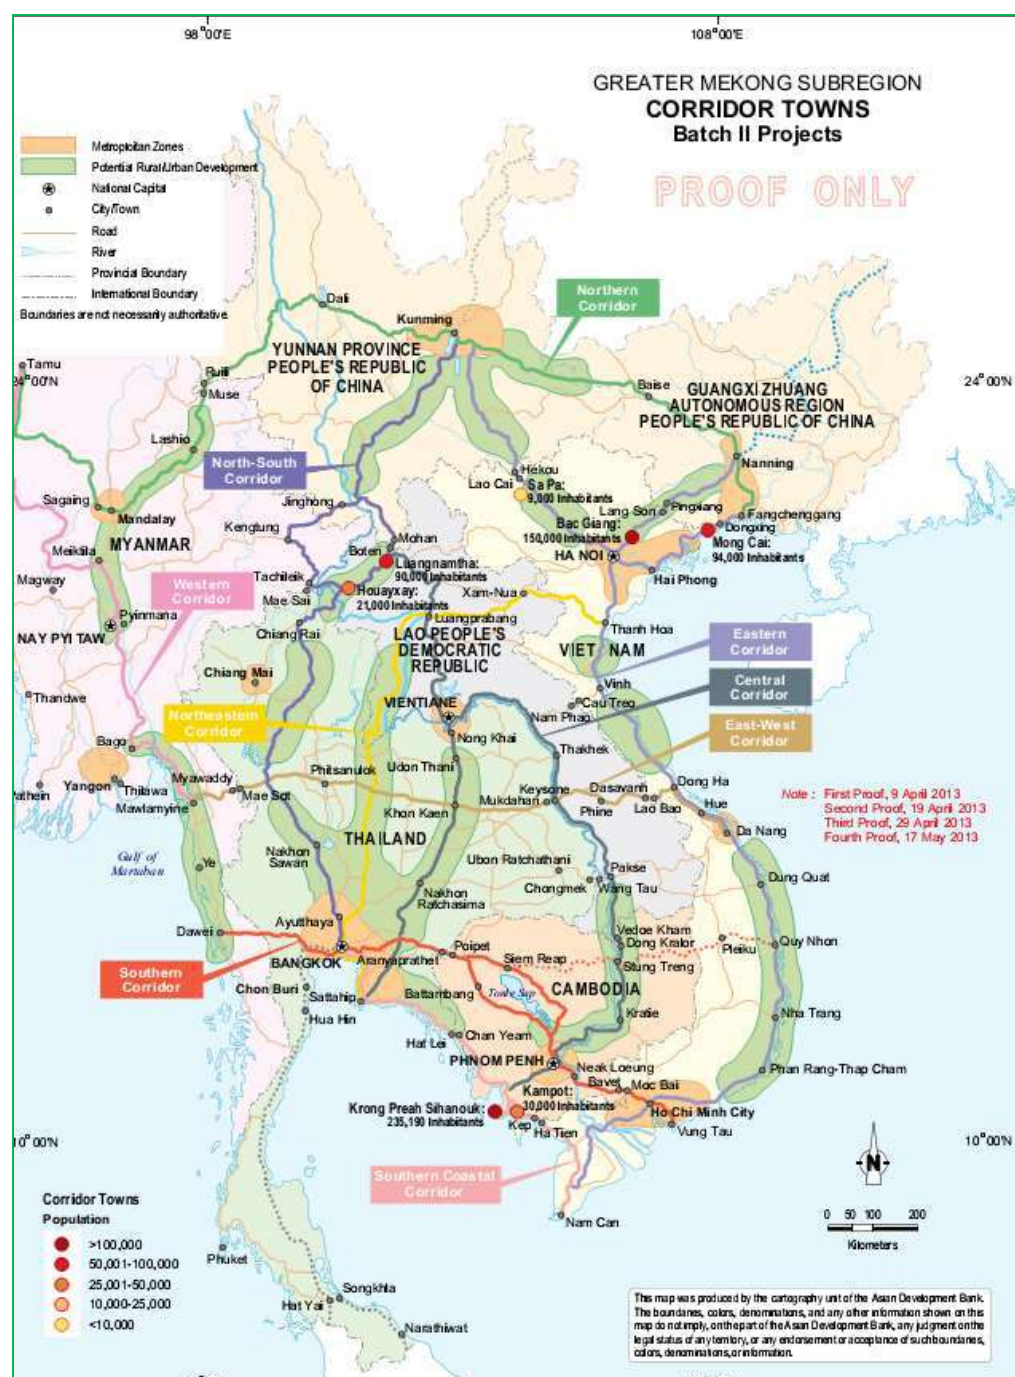 98°00'E
108°00'E
GREATER MEKONG SUBREGION
CORRIDOR TOWNS
Batch II Projects
PROOF ONLY
Metroptoitan Zones
Potential Rural/Urban Development
National Capital
City/Town
Road
River
Provincial Boundary
International Boundary
Boundaries are not necessarily authoritative.
Northern
Corridor
Dali
Kunming
YUNNAN PROVINCE
PEOPLE'S REPUBLIC
OF CHINA
Tamu
24°00'N
Ruili
Muse
Baise
GUANGXI ZHUANG
AUTONOMOUS REGION
PEOPLE'S REPUBLIC OF CHINA
24°00'N
Lashio
North-South
Corridor
Nanning
Hekou
Lao Cai
Sa Pa:
9,000 Inhabitants
Sagaing
Mandalay
Jinghong
Lang Son
Pingxiang
Fangchenggang
Dongxing
Bac Giang:
150,000 Inhabitants
Kengtung
MYANMAR
Mohan
Boten
HA NOI
Mong Cai:
94,000 Inhabitants
Meiktila
Luangnamtha:
90,000 Inhabitants
Hai Phong
Magway
Western
Corridor
Tachileik
Mae Sai
Houayxay:
21,000 Inhabitants
Xam-Nua
Pyinmana
NAY PYI TAW
Chiang Rai
Luangprabang
Thanh Hoa
LAO PEOPLE'S
DEMOCRATIC
REPUBLIC
VIET NAM
Eastern
Corridor
Chiang Mai
Central
Corridor
Thandwe
VIENTIANE
Vinh
Cau Treo
Nam Phao
Northeastern
Corridor
East-West
Corridor
Bago
Nong Khai
Thakhek
Yangon
Thilawa
Myawaddy
Phitsanulok
Udon Thani
Pathein
Mawlamyine
Mae Sot
Keysone
Mukdahan
Dasavanh
Phine
Lao Bao
Dong Ha
Hue
Khon Kaen
Note : First Proof, 9 April 2013
Second Proof, 19 April 2013
Third Proof, 29 April 2013
Fourth Proof, 17 May 2013
Da Nang
THAILAND
Gulf of
Martaban
Ye
Nakhon
Sawan
Ubon Ratchathani
Pakse
Chongmek
Wang Tau
Dung Quat
Nakhon
Ratchasima
Ayutthaya
Dawei
Vedoe Kham
Dong Kralor
Pleiku
Quy Nhon
BANGKOK
Aranyaprathet
Poipet
Siem Reap
Stung Treng
Southern
Corridor
Chon Buri
Sattahip
Battambang
Tonle Sap
CAMBODIA
Hua Hin
Kratie
Nha Trang
Hat Lei
Chan Yeam
PHNOM PENH
Neak Loeung
Phan Rang-Thap Cham
Bavet
Moc Bai
Kampot:
30,000 Inhabitants
Krong Preah Sihanouk:
235,190 Inhabitants
Ho Chi Minh City
Kep
Ha Tien
Vung Tau
10°00'N
10°00'N
N
Southern Coastal
Corridor
Nam Can
0 50 100 200
Kilometers
Corridor Towns
Population
>100,000
50,001-100,000
25,001-50,000
10,000-25,000
<10,000
Phuket
Songkhla
Hat Yai
Narathiwat
This map was produced by the cartography unit of the Asian Development Bank.
The boundaries, colors, denominations, and any other information shown on this
map do not imply, on the part of the Asian Development Bank, any judgment on the
legal status of any territory, or any endorsement or acceptance of such boundaries,
colors, denominations, or information.